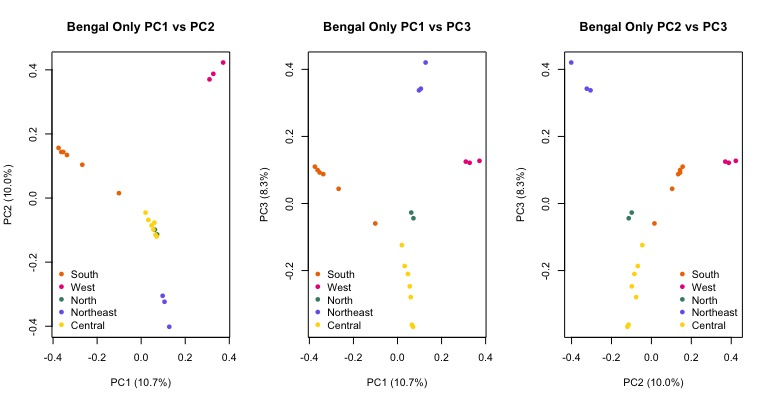 Bengal Only PC1 vs PC2
PC2 (10.0%)
0.4
0.2
0.0
-0.2
-0.4
South
West
North
Northeast
Central
-0.4 -0.2 0.0 0.2 0.4
PC1 (10.7%)
Bengal Only PC1 vs PC3
PC3 (8.3%)
0.4
0.2
0.0
-0.2
South
West
North
Northeast
Central
-0.4 -0.2 0.0 0.2 0.4
PC1 (10.7%)
Bengal Only PC2 vs PC3
PC3 (8.3%)
0.4
0.2
0.0
-0.2
South
West
North
Northeast
Central
-0.4 -0.2 0.0 0.2 0.4
PC2 (10.0%)